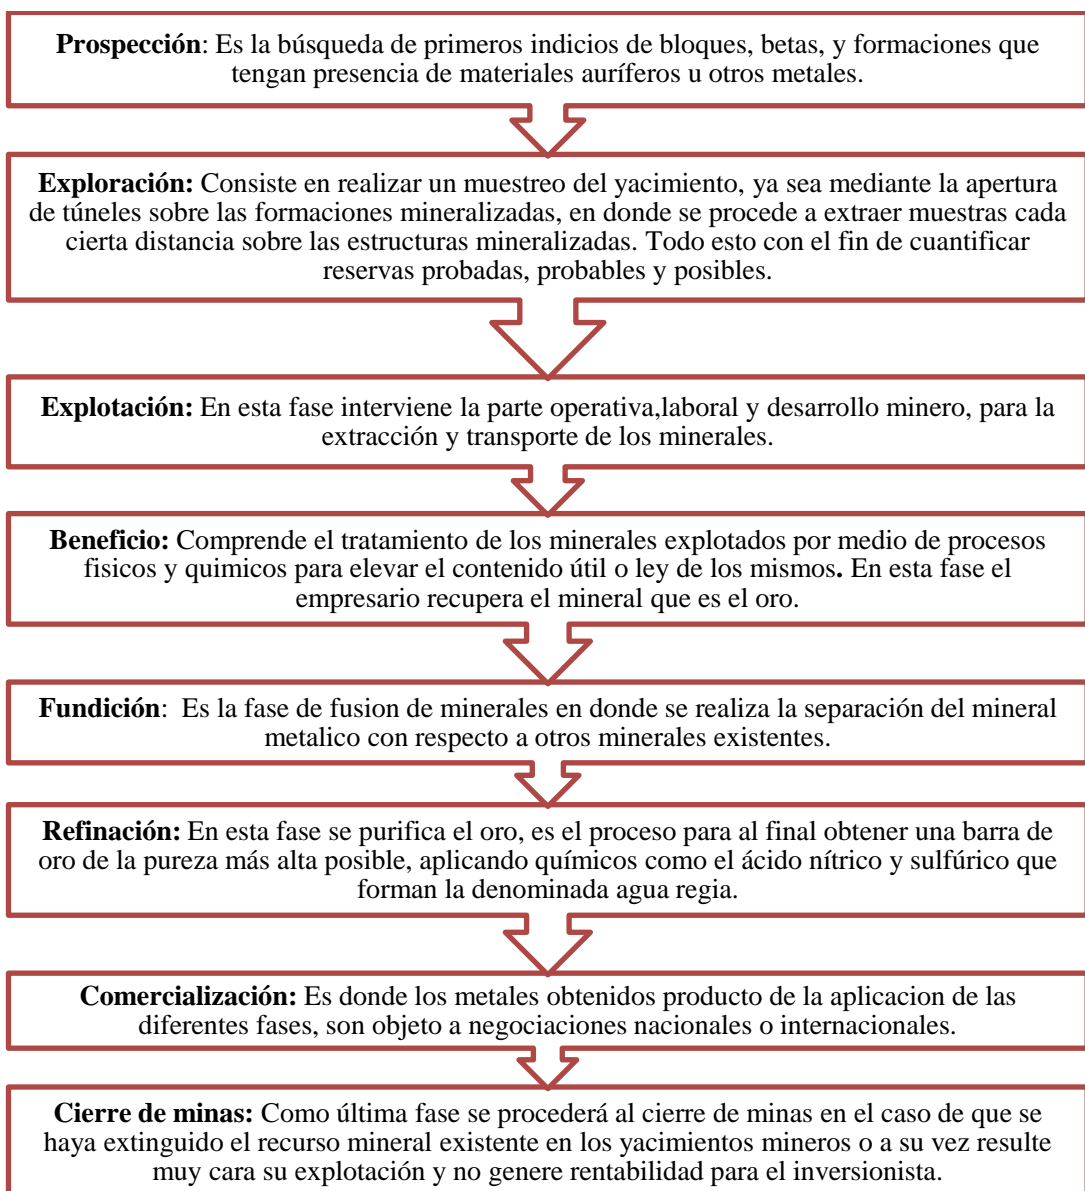 Prospección: Es la búsqueda de primeros indicios de bloques, betas, y formaciones que
tengan presencia de materiales auríferos u otros metales.
Exploración: Consiste en realizar un muestreo del yacimiento, ya sea mediante la apertura
de túneles sobre las formaciones mineralizadas, en donde se procede a extraer muestras cada
cierta distancia sobre las estructuras mineralizadas. Todo esto con el fin de cuantificar
reservas probadas, probables y posibles.
Explotación: En esta fase interviene la parte operativa,laboral y desarrollo minero, para la
extracción y transporte de los minerales.
Beneficio: Comprende el tratamiento de los minerales explotados por medio de procesos
fisicos y quimicos para elevar el contenido útil o ley de los mismos. En esta fase el
empresario recupera el mineral que es el oro.
Fundición: Es la fase de fusion de minerales en donde se realiza la separación del mineral
metalico con respecto a otros minerales existentes.
Refinación: En esta fase se purifica el oro, es el proceso para al final obtener una barra de
oro de la pureza más alta posible, aplicando químicos como el ácido nítrico y sulfúrico que
forman la denominada agua regia.
Comercialización: Es donde los metales obtenidos producto de la aplicacion de las
diferentes fases, son objeto a negociaciones nacionales o internacionales.
Cierre de minas: Como última fase se procederá al cierre de minas en el caso de que se
haya extinguido el recurso mineral existente en los yacimientos mineros o a su vez resulte
muy cara su explotación y no genere rentabilidad para el inversionista.